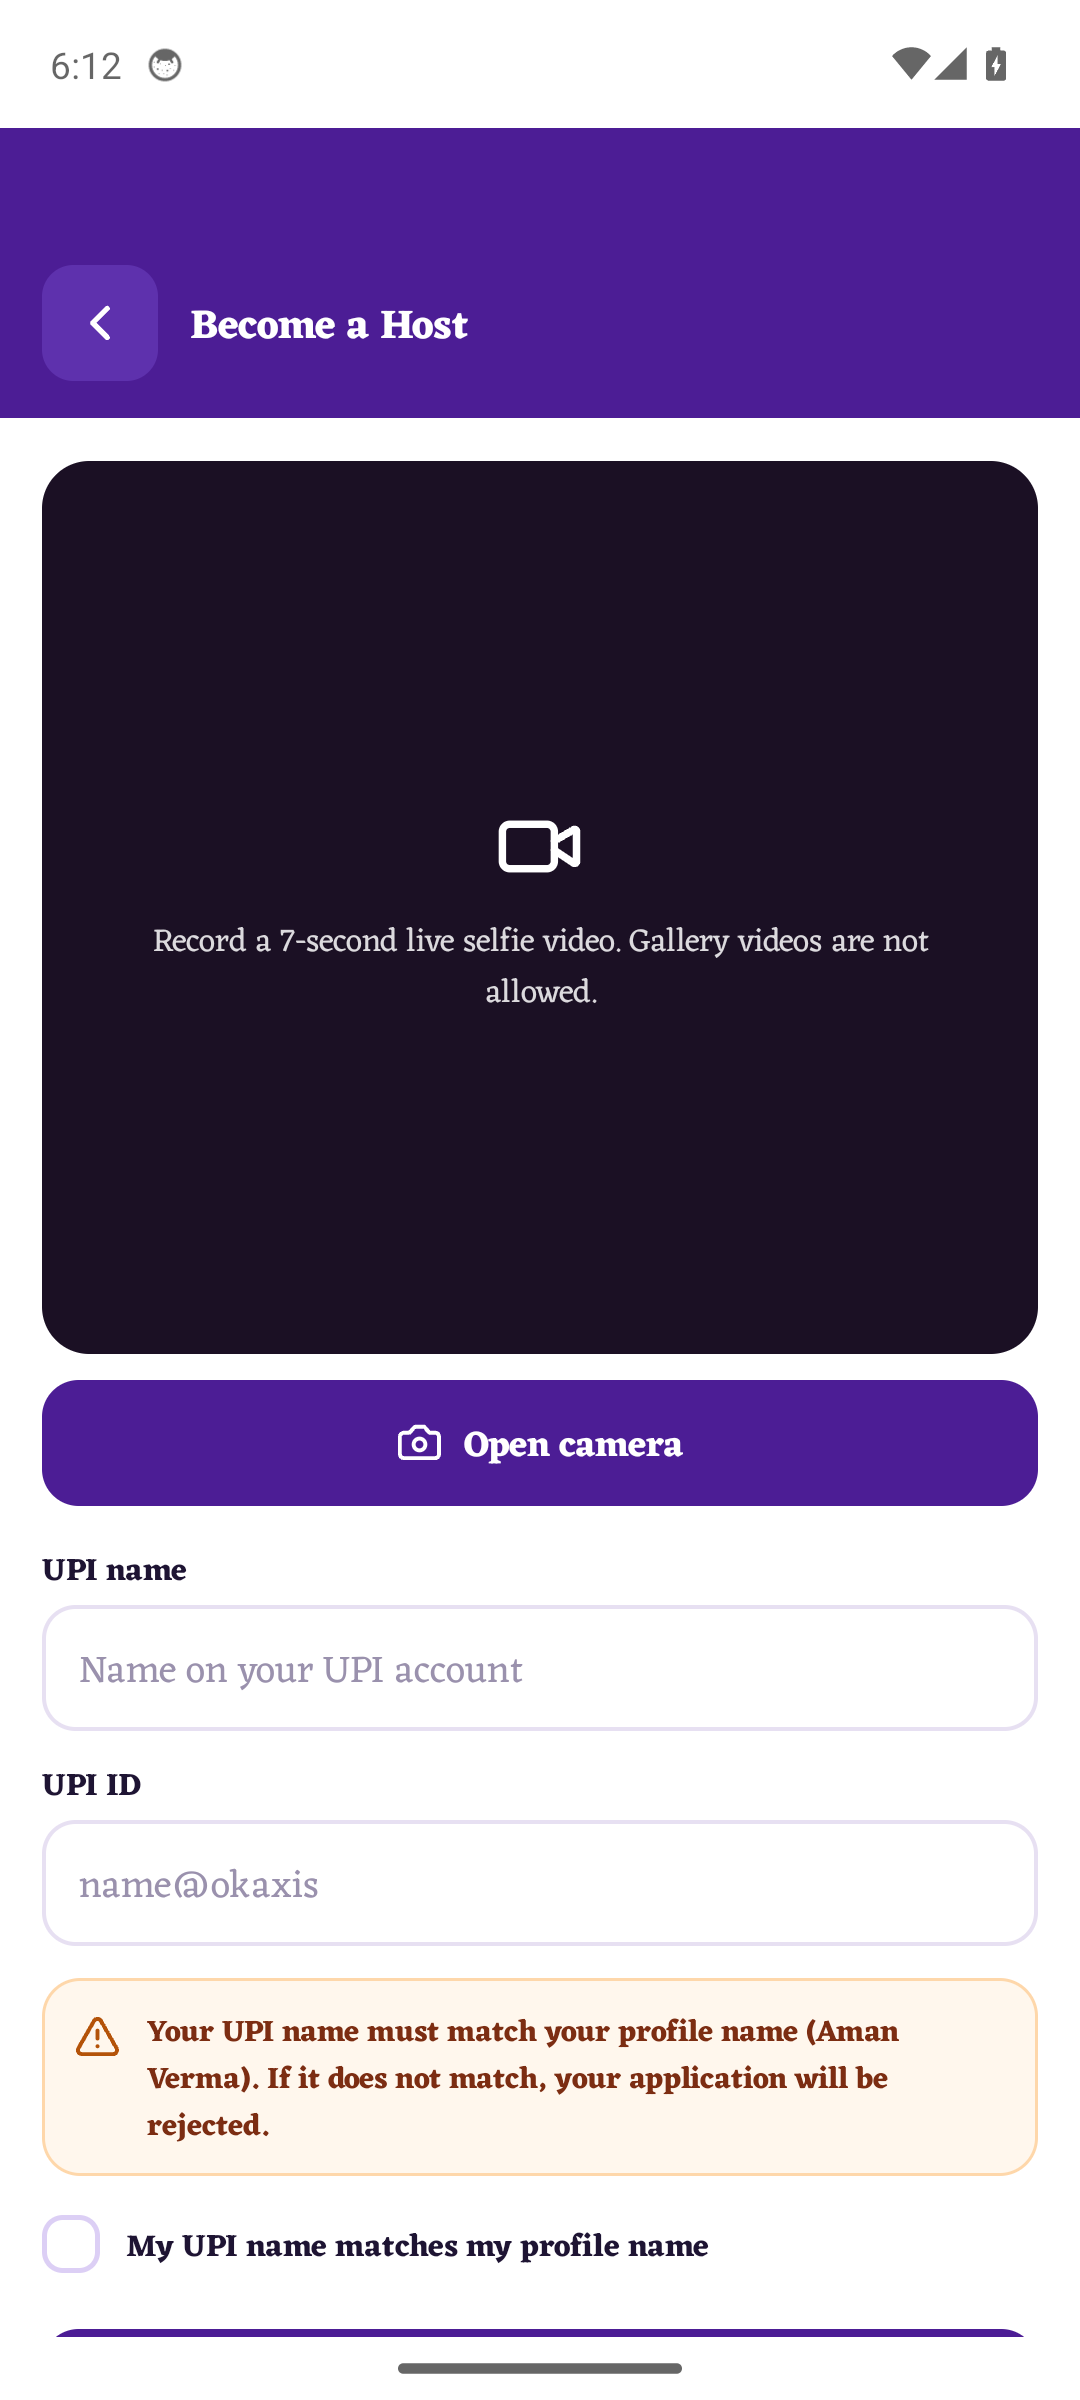 6:12
Become a Host
Record a 7-second live selfie video. Gallery videos are not
allowed.
Open camera
UPI name
Name on your UPI account
UPI ID
name@okaxis
Your UPI name must match your profile name (Aman
Verma). If it does not match, your application will be
rejected.
My UPI name matches my profile name